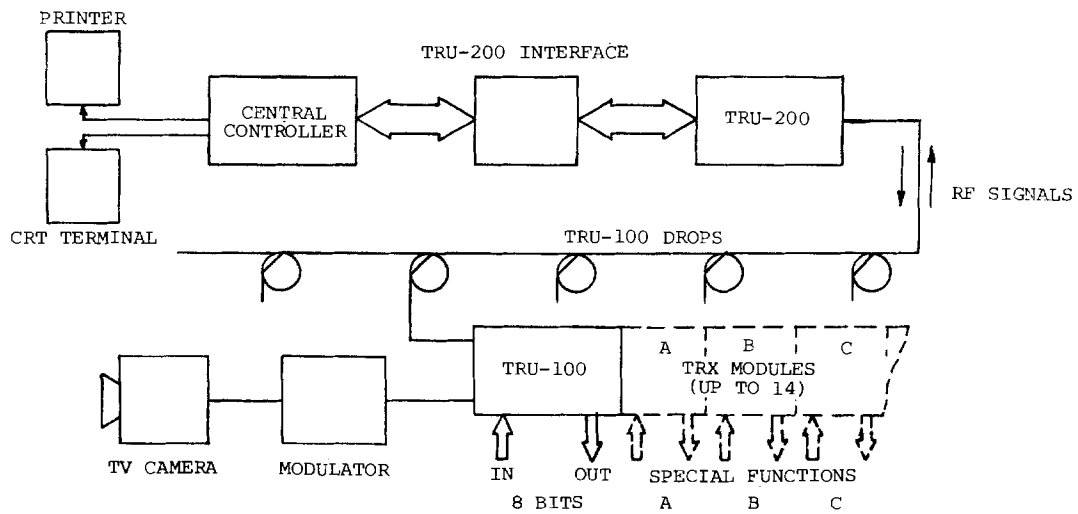 PRINTER
TRU-200 INTERFACE
CENTRAL
CONTROLLER
TRU-200
RF SIGNALS
CRT TERMINAL
TRU-100 DROPS
TRU-100
A
B
C
TRX MODULES
(UP TO 14)
TV CAMERA
MODULATOR
IN
OUT
SPECIAL FUNCTIONS
8 BITS
A
B
C